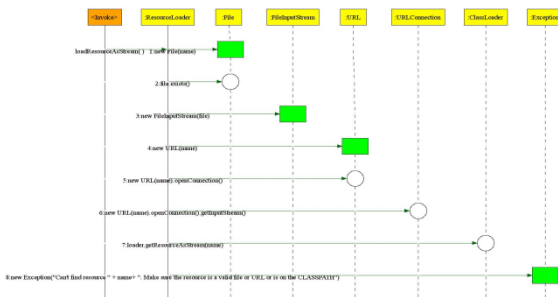 <Invoke> :ResourceLoader :File :FileInputStream :URL :URLConnection :ClassLoader :Exception
loadResourceAsStream( ) 1:new File(name)
2:file.exists()
3:new FileInputStream(file)
4:new URL(name)
5:new URL(name).openConnection()
6:new URL(name).openConnection().getInputStream()
7:loader.getResourceAsStream(name)
8:new Exception("Can't find resource " + name+ ". Make sure the resource is a valid file or URL or is on the CLASSPATH")